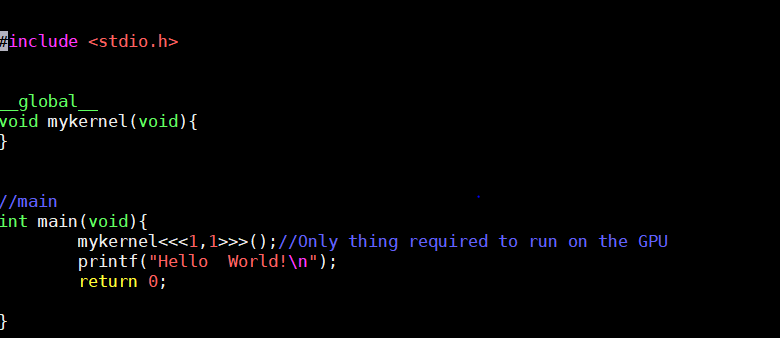 #include <stdio.h>
__global__
void mykernel(void){
}
//main
int main(void){
mykernel<<<1,1>>>();//Only thing required to run on the GPU
printf("Hello  World!\n");
return 0;
}